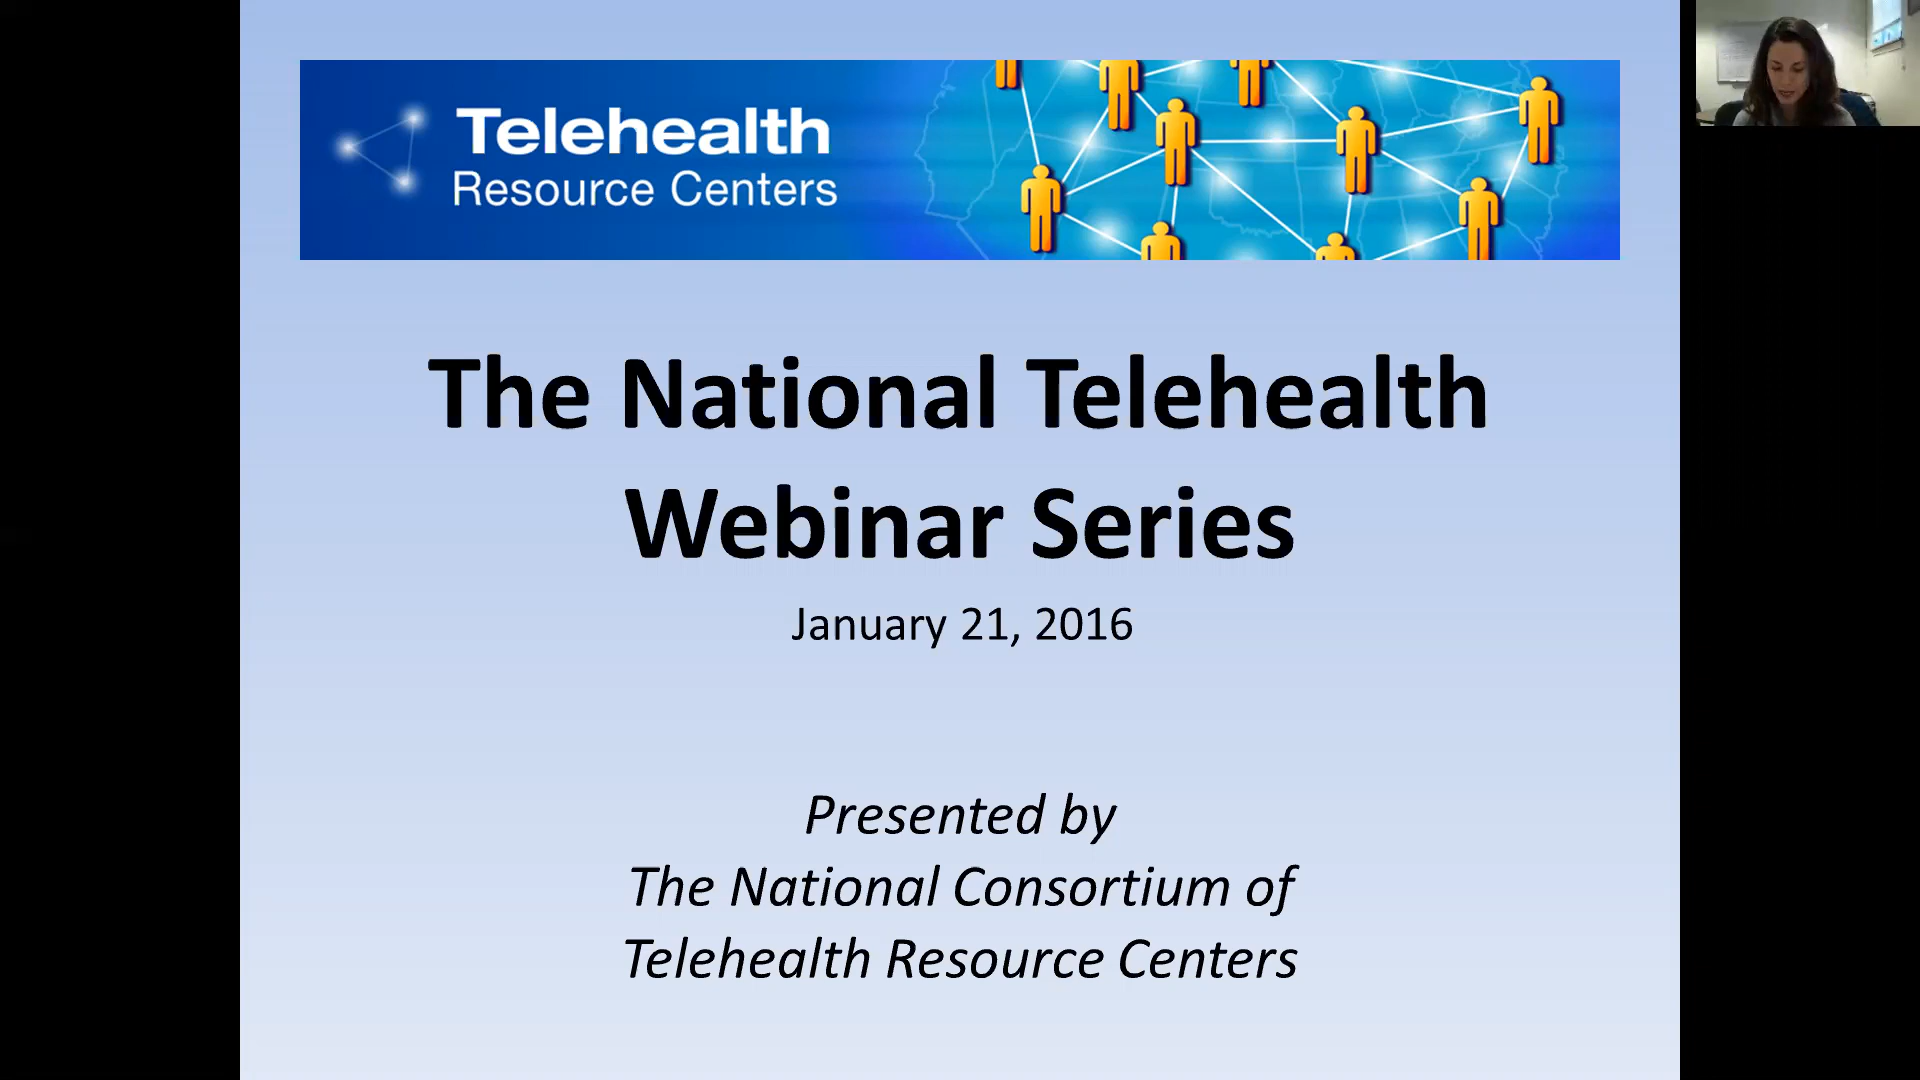 Telehealth
Resource Centers
The National Telehealth
Webinar Series
January 21, 2016
Presented by
The National Consortium of
Telehealth Resource Centers